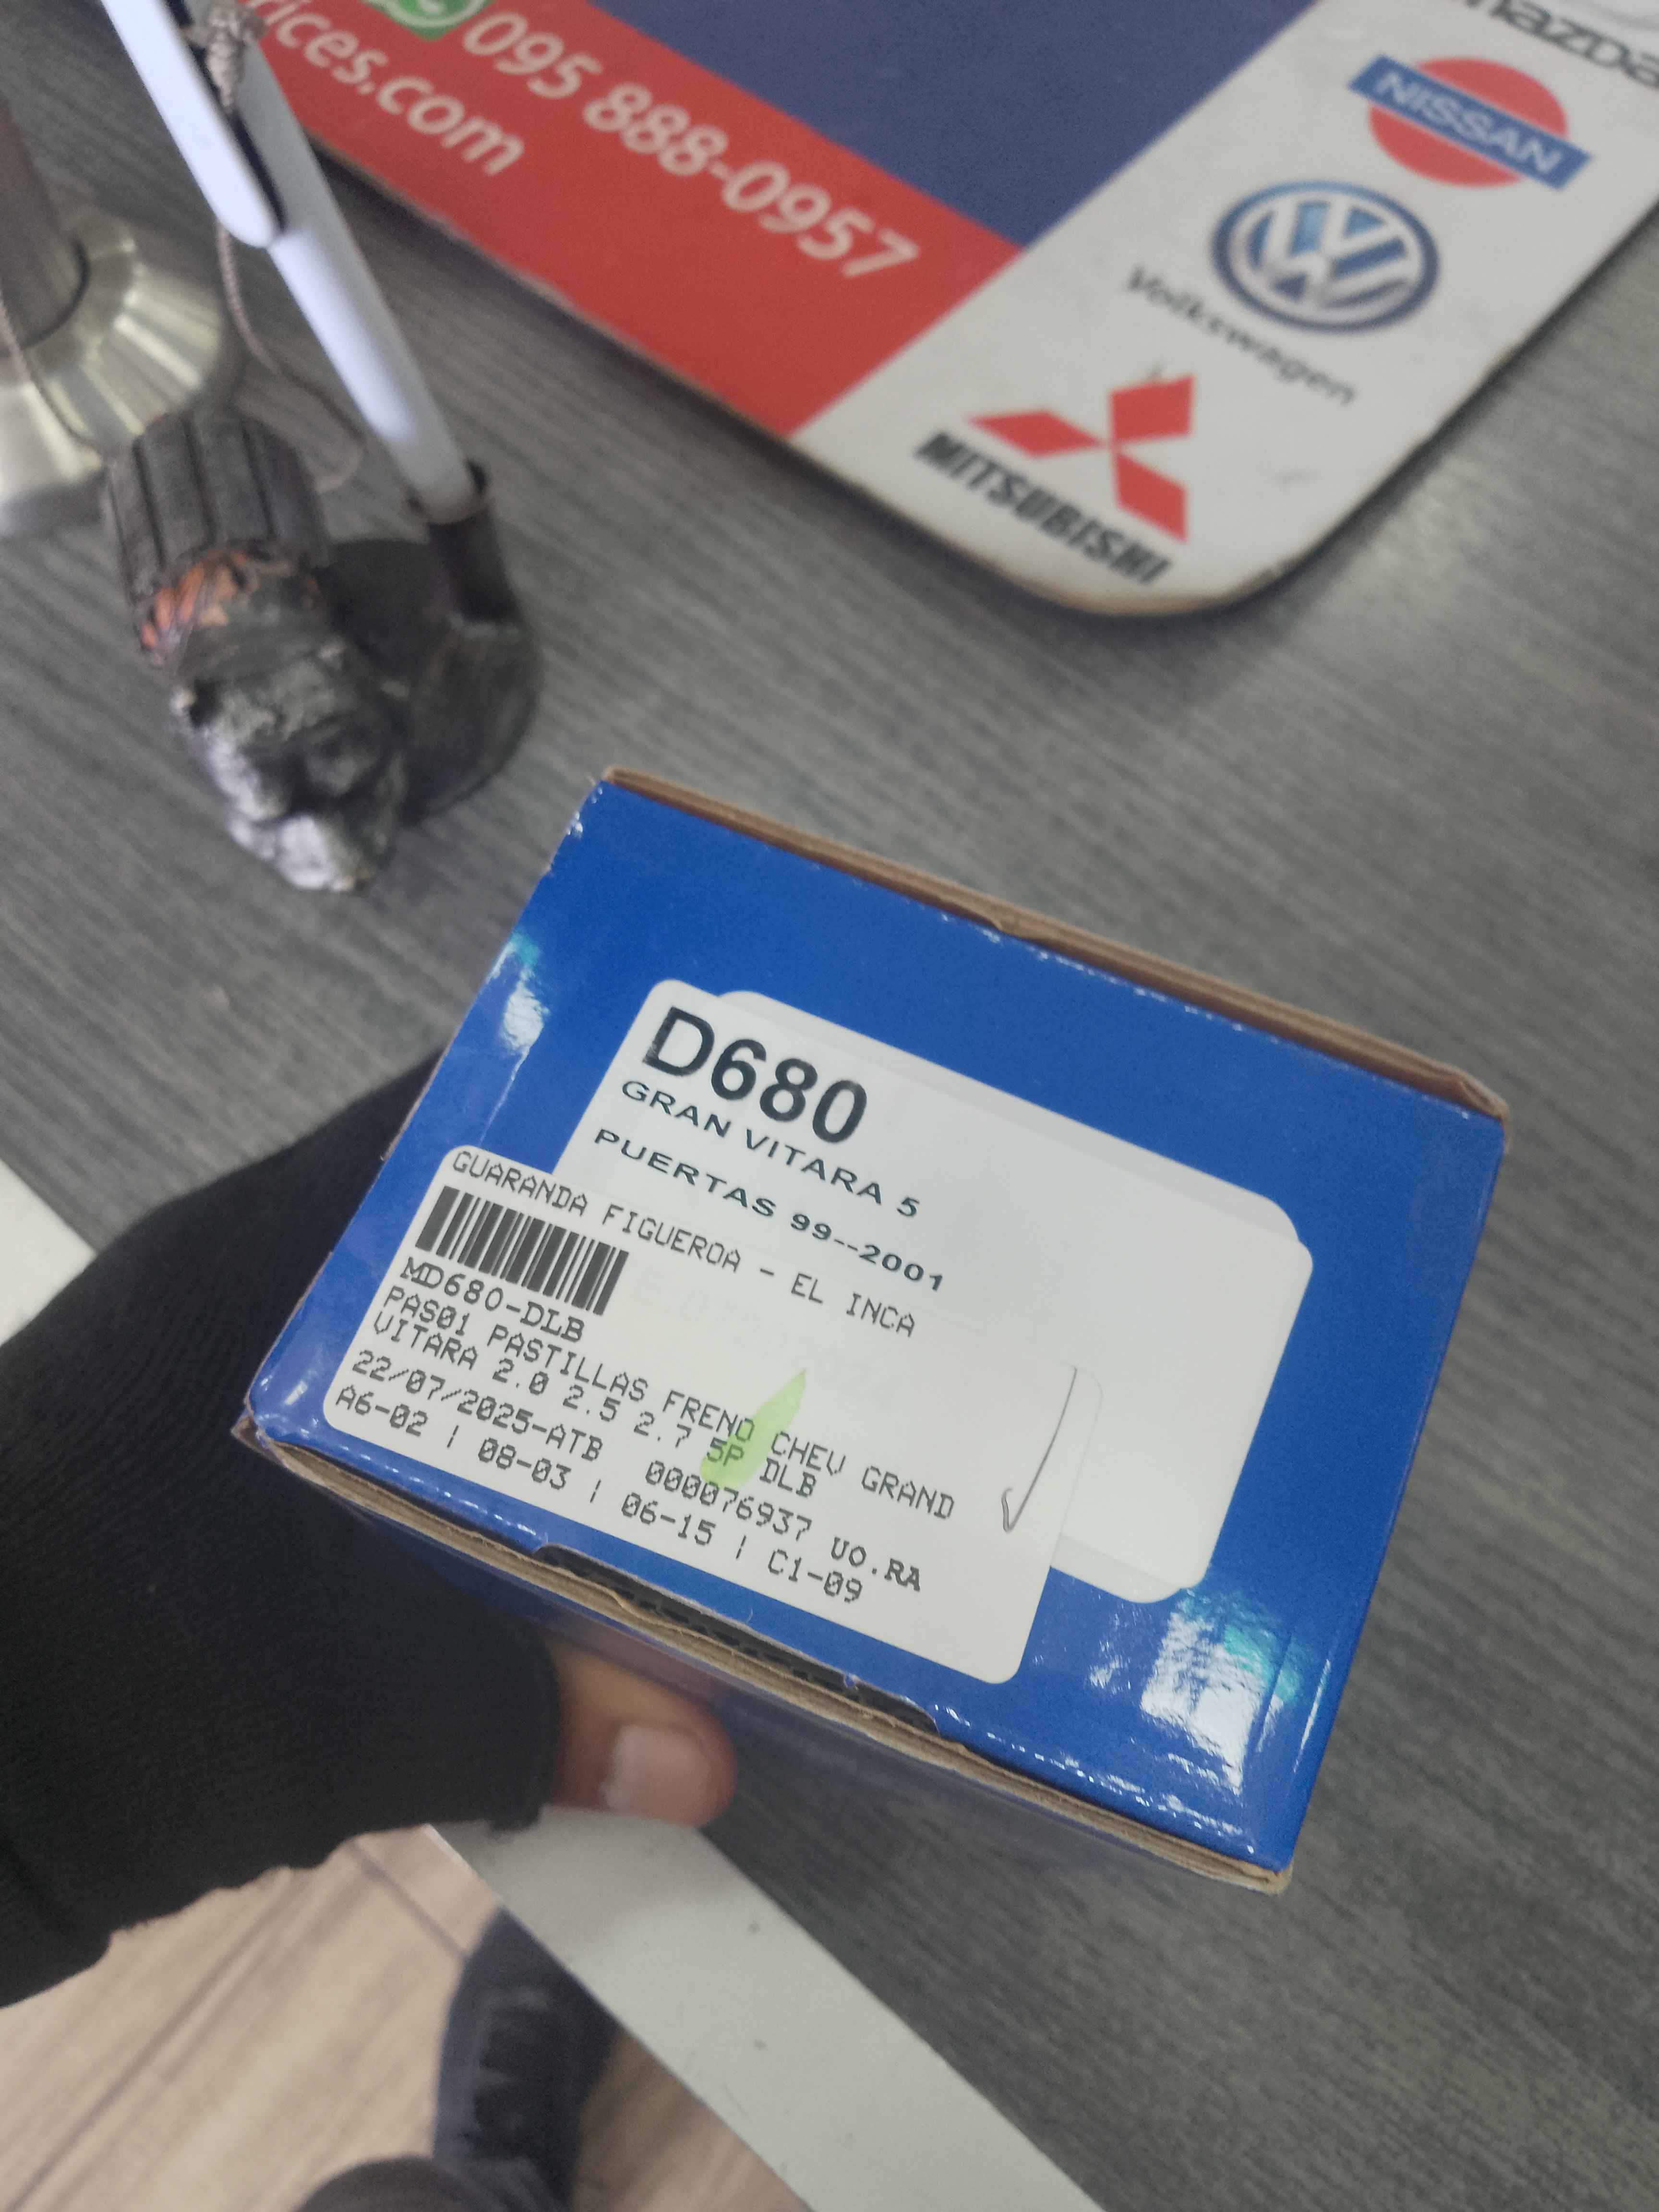 095 888-0957
rices.com
mazda
NISSAN
Volkswagen
MITSUBISHI
D680
GRAN VITARA 5
PUERTAS 99--2001
GUARANDA FIGUEROA - EL INCA
MD680-DLB
PAS01 PASTILLAS FRENO CHEV GRAND
VITARA 2.0 2.5 2.7 5P DLB
22/07/2025-ATB 000076937 UO.RA
A6-02 | 08-03 | 06-15 | C1-09